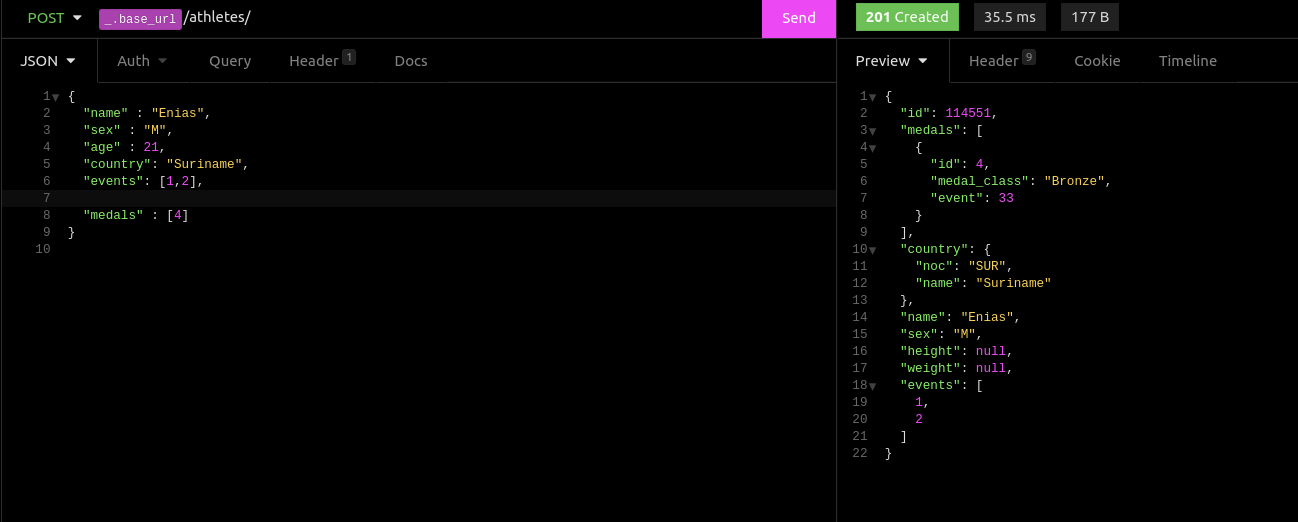 POST _.base_url /athletes/ Send 201 Created 35.5 ms 177 B
JSON Auth Query Header 1 Docs Preview Header 9 Cookie Timeline
1 {
2 "name" : "Enias",
3 "sex" : "M",
4 "age" : 21,
5 "country": "Suriname",
6 "events": [1,2],
7
8 "medals" : [4]
9 }
10
1 {
2 "id": 114551,
3 "medals": [
4 {
5 "id": 4,
6 "medal_class": "Bronze",
7 "event": 33
8 }
9 ],
10 "country": {
11 "noc": "SUR",
12 "name": "Suriname"
13 },
14 "name": "Enias",
15 "sex": "M",
16 "height": null,
17 "weight": null,
18 "events": [
19 1,
20 2
21 ]
22 }